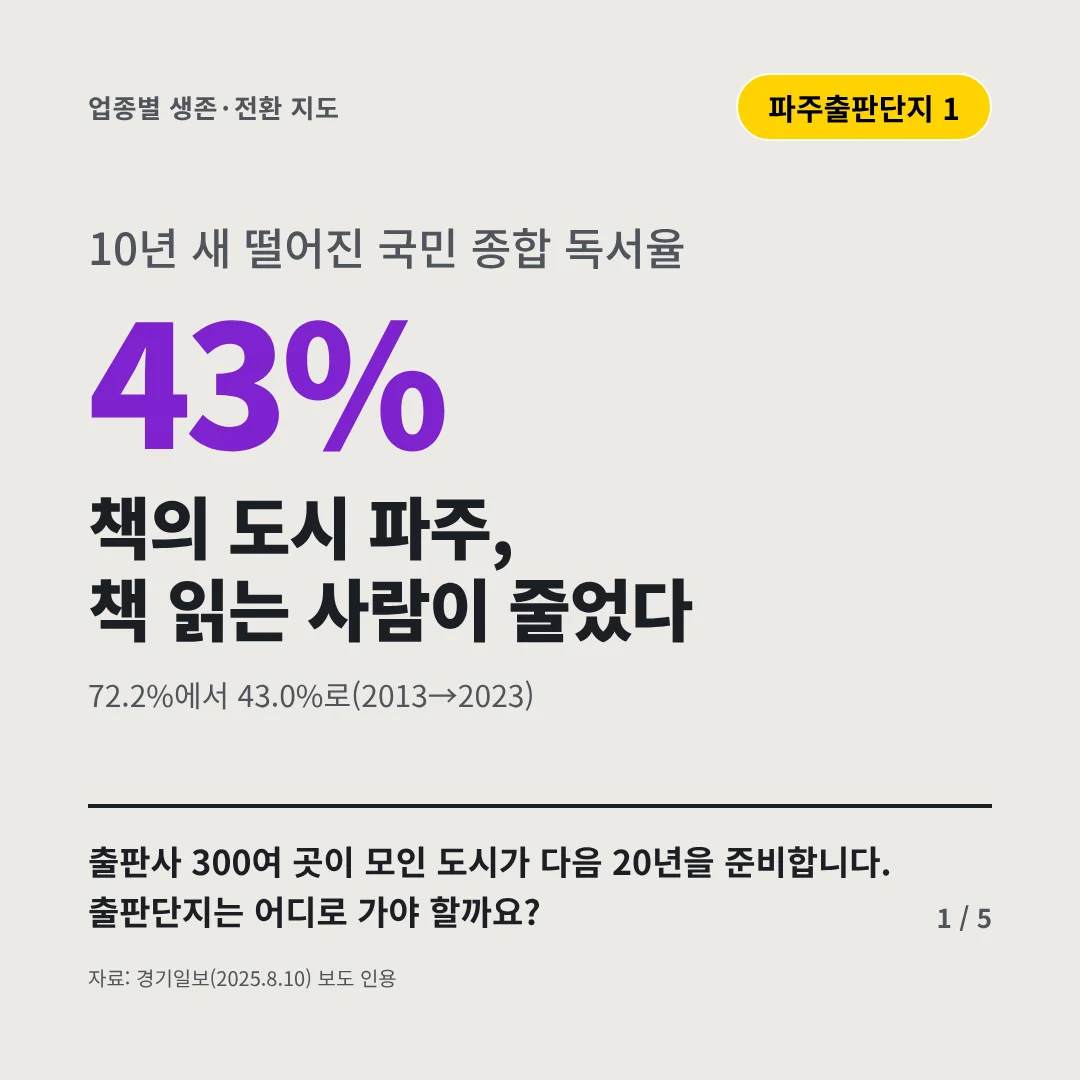 업종별 생존·전환 지도
파주출판단지 1
10년 새 떨어진 국민 종합 독서율
43%
책의 도시 파주,
책 읽는 사람이 줄었다
72.2%에서 43.0%로(2013→2023)
출판사 300여 곳이 모인 도시가 다음 20년을 준비합니다.
출판단지는 어디로 가야 할까요?
1 / 5
자료: 경기일보(2025.8.10) 보도 인용